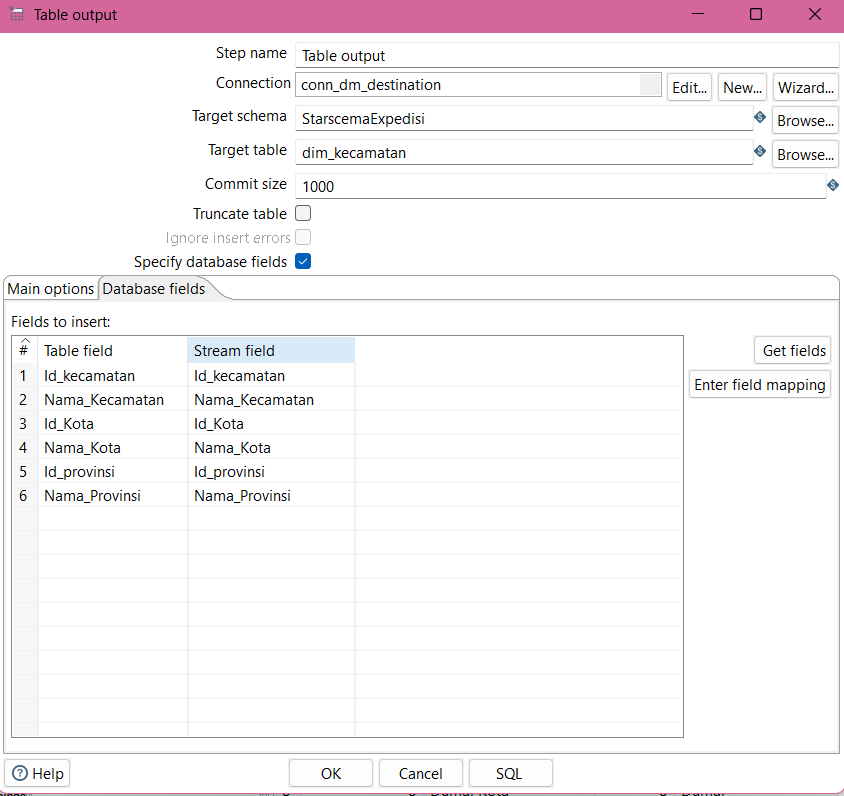 Table output
Step name Table output
Connection conn_dm_destination Edit... New... Wizard...
Target schema StarscemaExpedisi Browse...
Target table dim_kecamatan Browse...
Commit size 1000
Truncate table
Ignore insert errors
Specify database fields
Main options Database fields
Fields to insert:
# Table field Stream field Get fields
1 Id_kecamatan Id_kecamatan Enter field mapping
2 Nama_Kecamatan Nama_Kecamatan
3 Id_Kota Id_Kota
4 Nama_Kota Nama_Kota
5 Id_provinsi Id_provinsi
6 Nama_Provinsi Nama_Provinsi
Help OK Cancel SQL